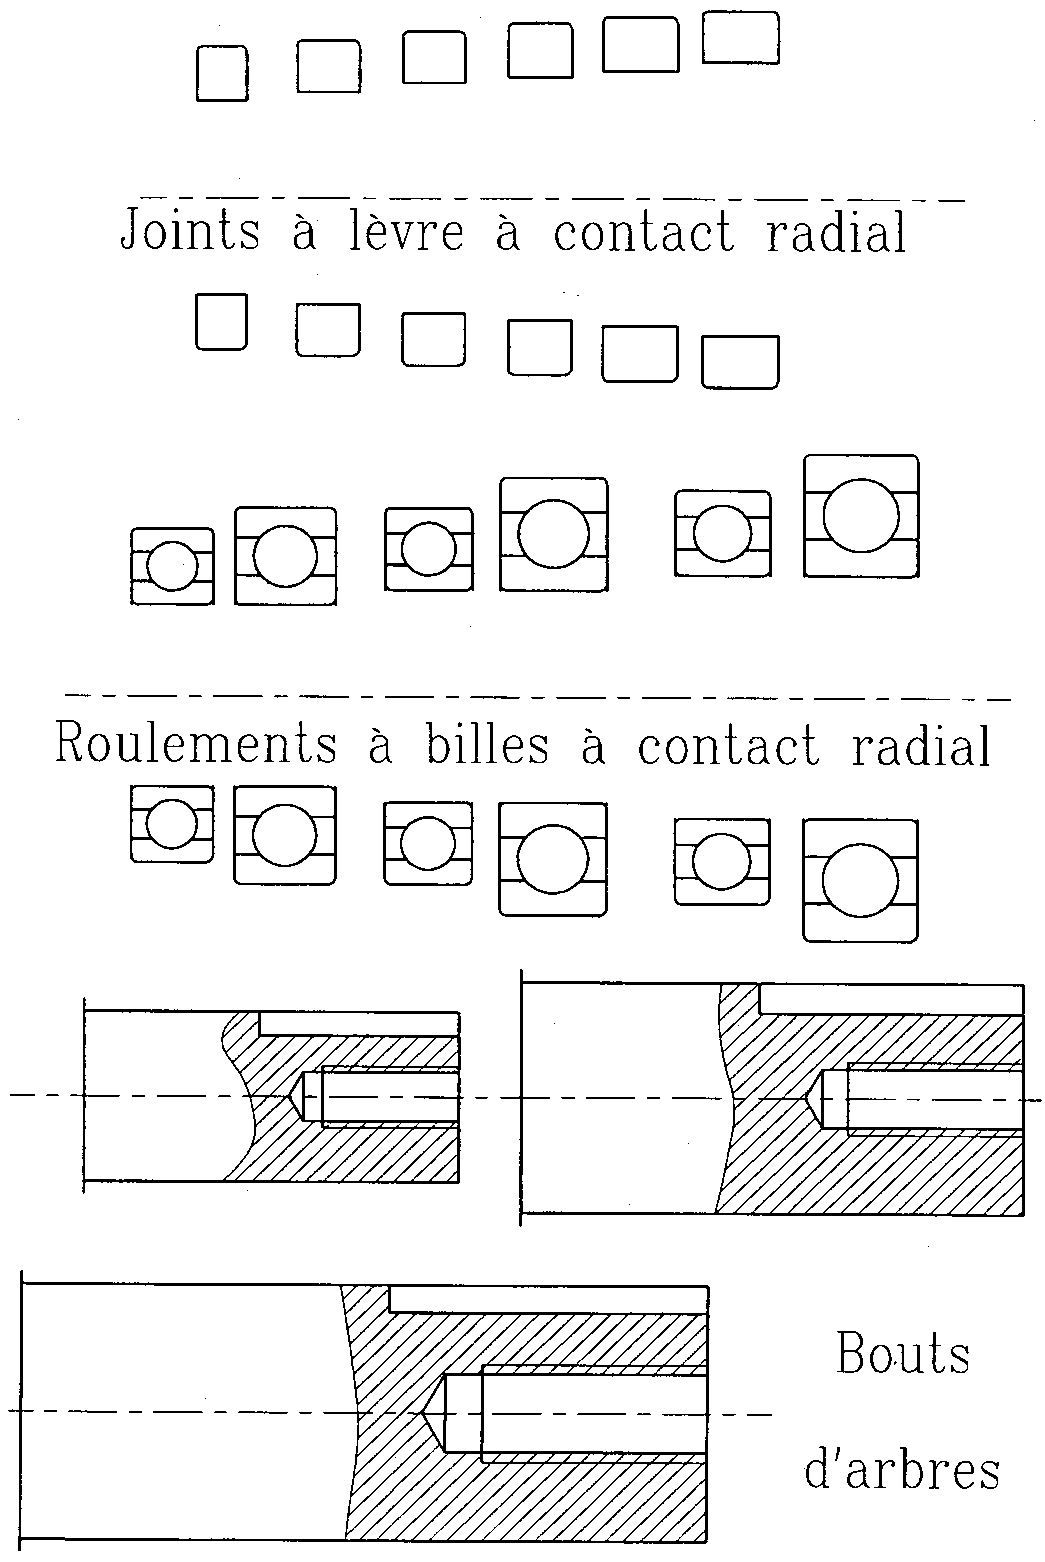 Joints à lèvre à contact radial
Roulements à billes à contact radial
Bouts
d'arbres